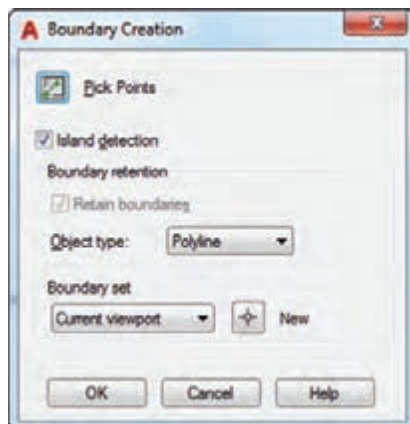 Boundary Creation
Pick Points
Island detection
Boundary retention
Retain boundaries
Object type: Polyline
Boundary set
Current viewport New
OK Cancel Help